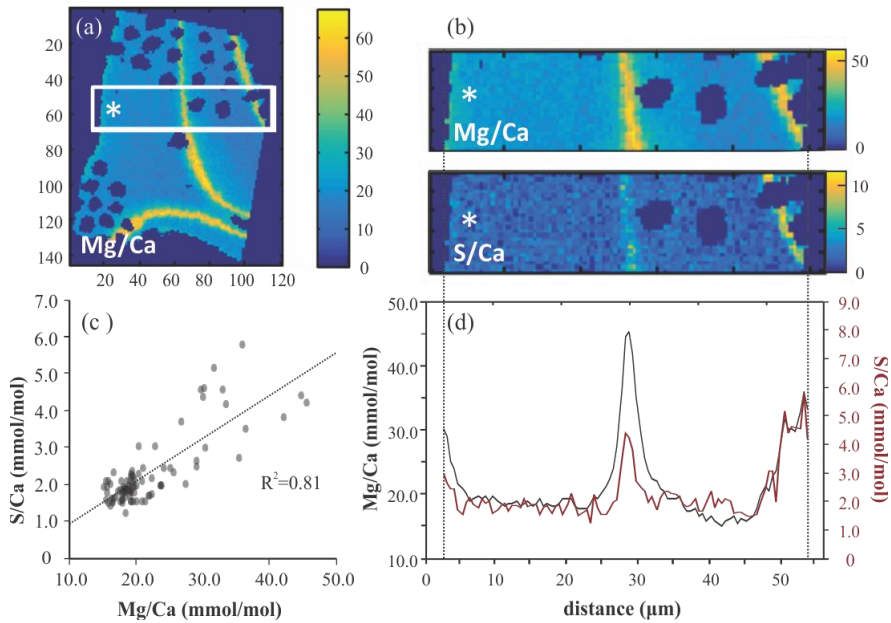 (a)
20
40
60
80
100
120
140
20 40 60 80 100 120
*
Mg/Ca
60
50
40
30
20
10
0
(b)
*
Mg/Ca
50
0
*
S/Ca
10
5
0
(c )
7.0
6.0
5.0
4.0
3.0
2.0
1.0
0
S/Ca (mmol/mol)
R²=0.81
10.0 20.0 30.0 40.0 50.0
Mg/Ca (mmol/mol)
(d)
50.0
40.0
30.0
20.0
10.0
Mg/Ca (mmol/mol)
9.0
8.0
7.0
6.0
5.0
4.0
3.0
2.0
1.0
0
S/Ca (mmol/mol)
0 10 20 30 40 50
distance (μm)